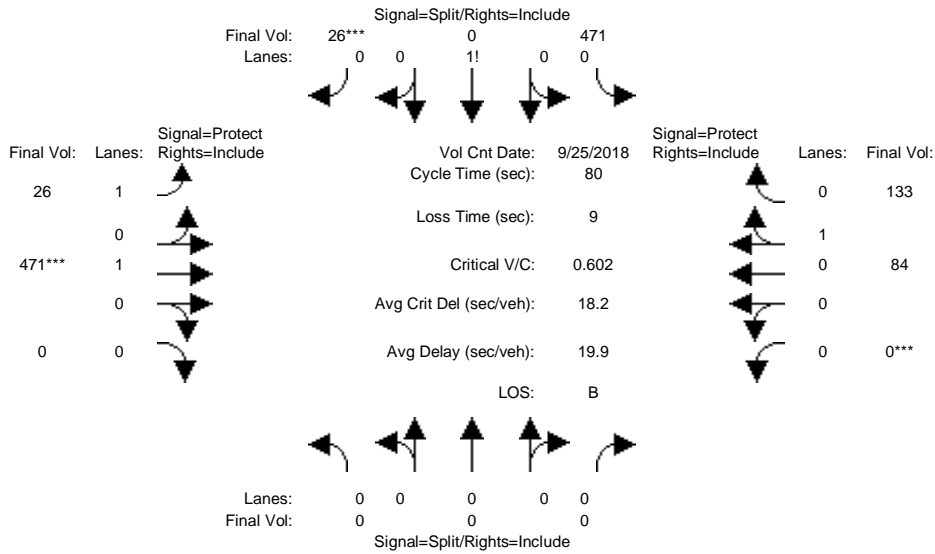 Signal=Split/Rights=Include
Final Vol: 26*** 0 471
Lanes: 0 0 1! 0 0
Signal=Protect Signal=Protect
Final Vol: Lanes: Rights=Include Vol Cnt Date: 9/25/2018 Rights=Include Lanes: Final Vol:
Cycle Time (sec): 80
26 1 0 133
Loss Time (sec): 9
0 1
471*** 1 Critical V/C: 0.602 0 84
0 Avg Crit Del (sec/veh): 18.2 0
0 0 Avg Delay (sec/veh): 19.9 0 0***
LOS: B
Lanes: 0 0 0 0 0
Final Vol: 0 0 0
Signal=Split/Rights=Include